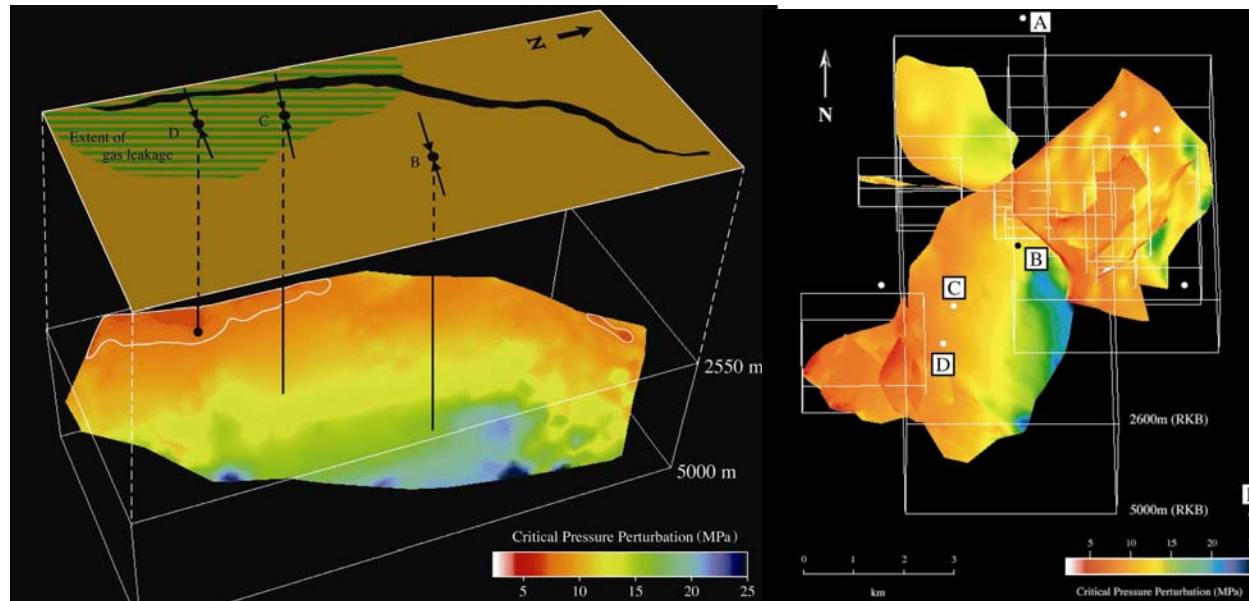 N
D
C
Extent of
gas leakage
B
2550 m
5000 m
Critical Pressure Perturbation (MPa)
5 10 15 20 25
A
N
B
C
D
2600m (RKB)
5000m (RKB)
0 1 2 3
km
5 10 15 20
Critical Pressure Perturbation (MPa)